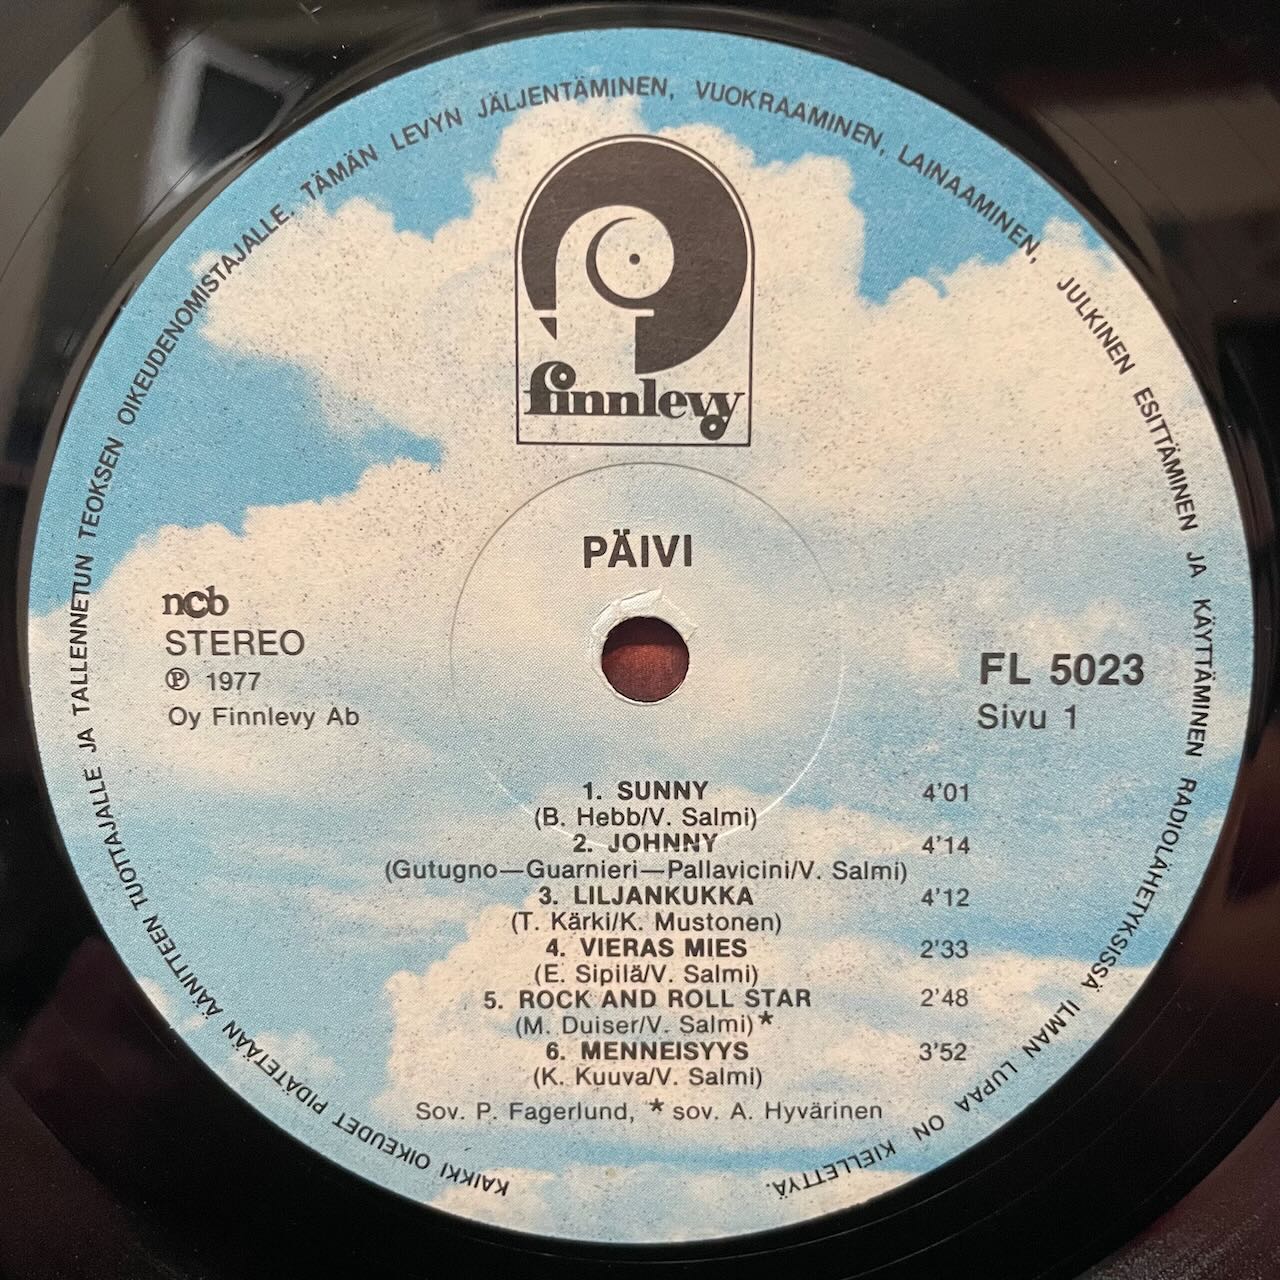 KAIKKI OIKEUDET PIDÄTETÄÄN ÄÄNITTEEN TUOTTAJALLE JA TALLENNETUN TEOKSEN OIKEUDENOMISTAJALLE. TÄMÄN LEVYN JÄLJENTÄMINEN, VUOKRAAMINEN, LAINAAMINEN, JULKINEN ESITTÄMINEN JA KÄYTTÄMINEN RADIOLÄHETYKSISSÄ ILMAN LUPAA ON KIELLETTYÄ.
finnlevy
PÄIVI
ncb
STEREO
℗ 1977
Oy Finnlevy Ab
FL 5023
Sivu 1
1. SUNNY 4'01
(B. Hebb/V. Salmi)
2. JOHNNY 4'14
(Gutugno—Guarnieri—Pallavicini/V. Salmi)
3. LILJANKUKKA 4'12
(T. Kärki/K. Mustonen)
4. VIERAS MIES 2'33
(E. Sipilä/V. Salmi)
5. ROCK AND ROLL STAR 2'48
(M. Duiser/V. Salmi)*
6. MENNEISYYS 3'52
(K. Kuuva/V. Salmi)
Sov. P. Fagerlund, * sov. A. Hyvärinen